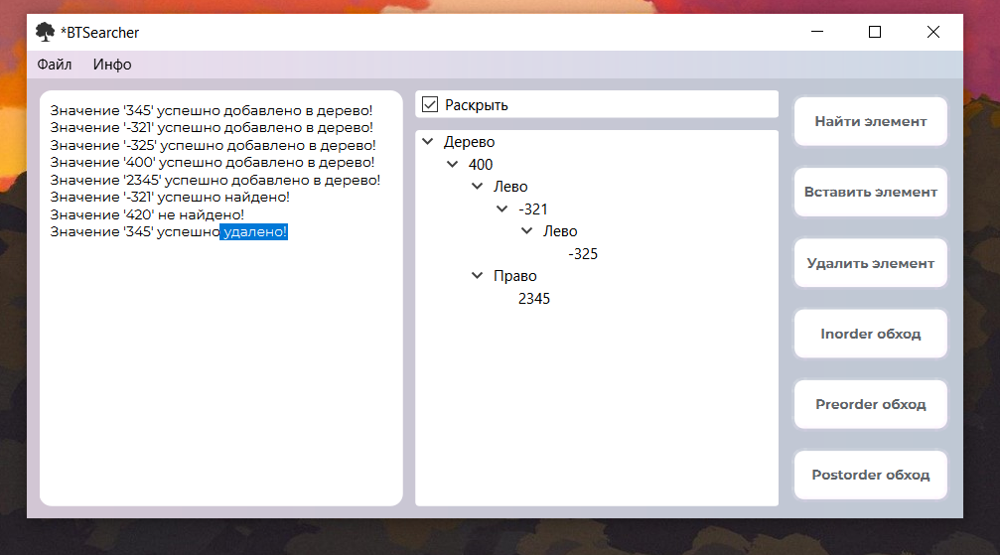 *BTSearcher
Файл Инфо
Значение '345' успешно добавлено в дерево!
Значение '-321' успешно добавлено в дерево!
Значение '-325' успешно добавлено в дерево!
Значение '400' успешно добавлено в дерево!
Значение '2345' успешно добавлено в дерево!
Значение '-321' успешно найдено!
Значение '420' не найдено!
Значение '345' успешно удалено!
Раскрыть
Дерево
400
Лево
-321
Лево
-325
Право
2345
Найти элемент
Вставить элемент
Удалить элемент
Inorder обход
Preorder обход
Postorder обход